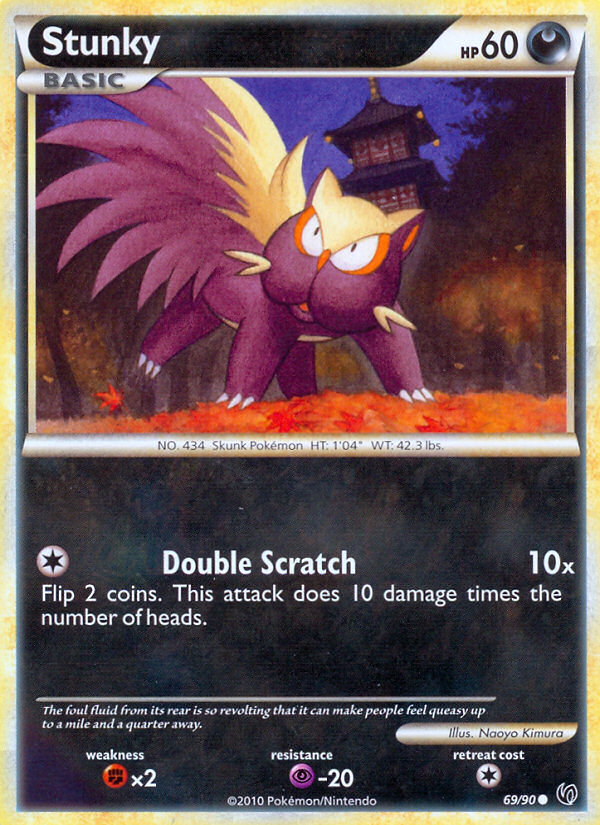 Stunky
HP60
BASIC
NO. 434 Skunk Pokémon HT: 1'04" WT: 42.3 lbs.
Double Scratch
10x
Flip 2 coins. This attack does 10 damage times the
number of heads.
The foul fluid from its rear is so revolting that it can make people feel queasy up
to a mile and a quarter away.
Illus. Naoyo Kimura
weakness
resistance
retreat cost
×2
-20
©2010 Pokémon/Nintendo
69/90